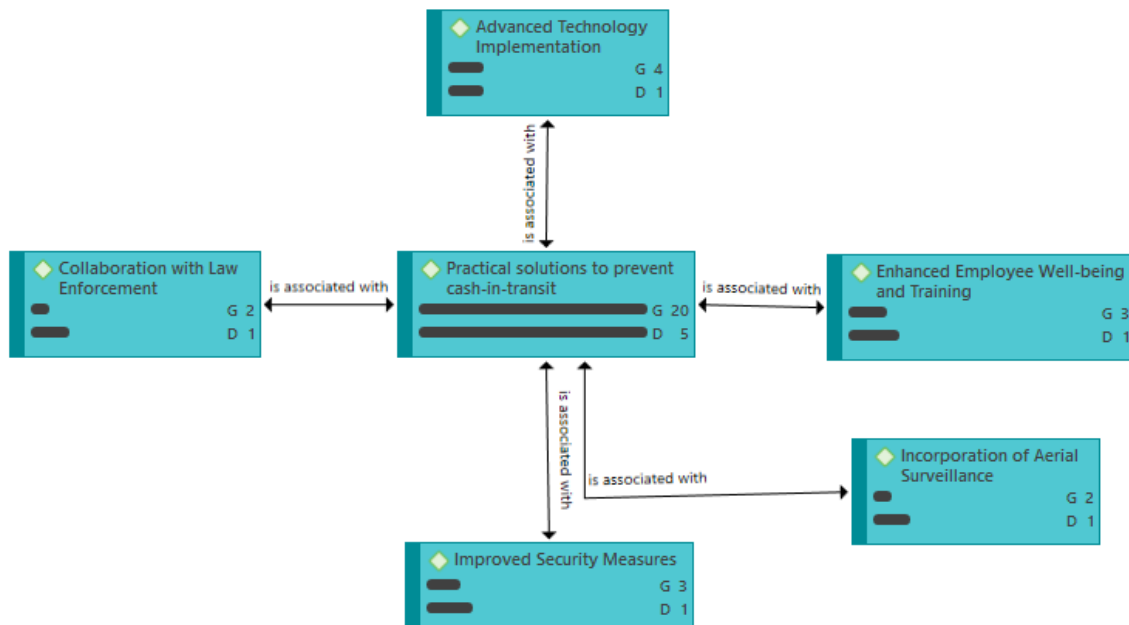 Advanced Technology
Implementation
G 4
D 1
is associated with
Collaboration with Law
Enforcement
G 2
D 1
is associated with
Practical solutions to prevent
cash-in-transit
G 20
D 5
is associated with
Enhanced Employee Well-being
and Training
G 3
D 1
is associated with
is associated with
Incorporation of Aerial
Surveillance
G 2
D 1
Improved Security Measures
G 3
D 1